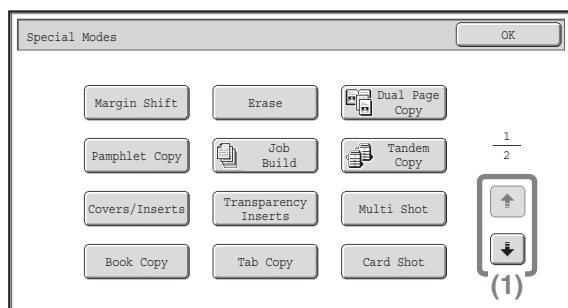 Special Modes
OK
Margin Shift
Erase
Dual Page
Copy
Pamphlet Copy
Job
Build
Tandem
Copy
1
2
Covers/Inserts
Transparency
Inserts
Multi Shot
Book Copy
Tab Copy
Card Shot
(1)